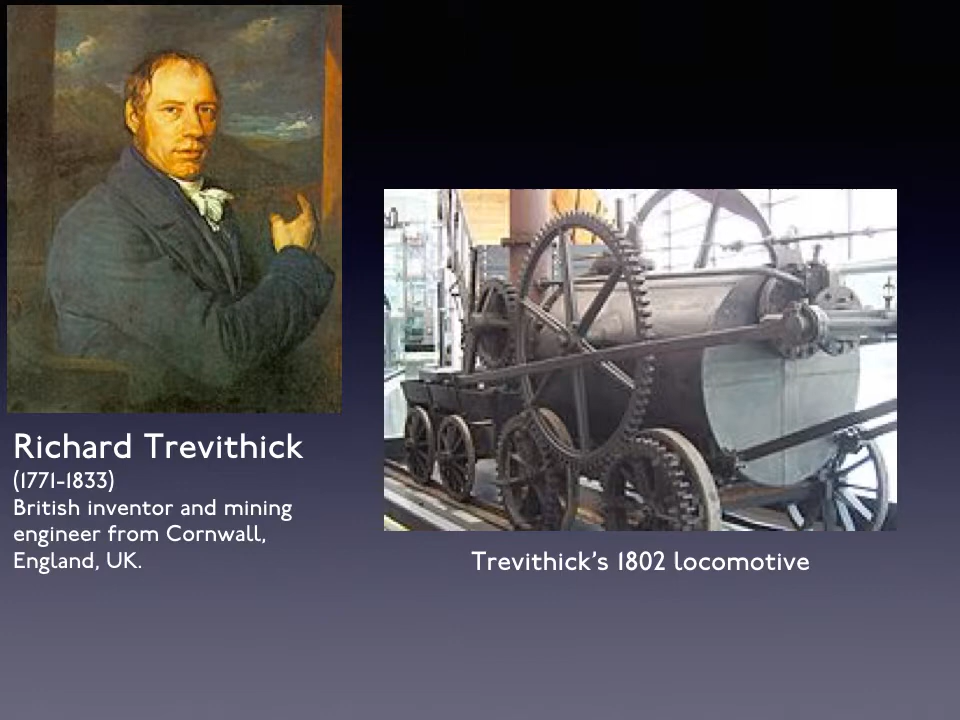 Richard Trevithick
(1771-1833)
British inventor and mining
engineer from Cornwall,
England, UK.
Trevithick’s 1802 locomotive